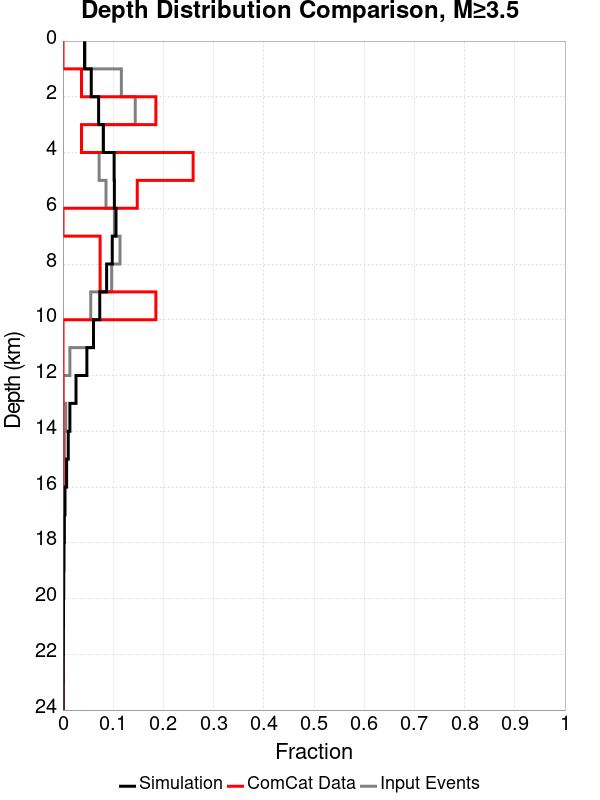 Depth Distribution Comparison, M≥3.5
0
2
4
6
8
10
12
14
16
18
20
22
24
Depth (km)
0 0.1 0.2 0.3 0.4 0.5 0.6 0.7 0.8 0.9 1
Fraction
Simulation ComCat Data Input Events